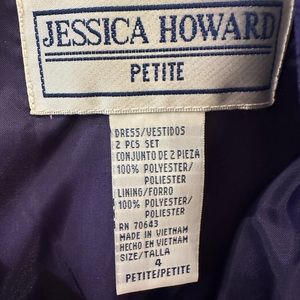 JESSICA HOWARD
PETITE
DRESS/VESTIDOS
2 PCS SET
CONJUNTO DE 2 PIEZA
100% POLYESTER/
POLIESTER
LINING/FORRO
100% POLYESTER/
POLIESTER
RN 70643
MADE IN VIETNAM
HECHO EN VIETNAM
SIZE/TALLA
4
PETITE/PETITE